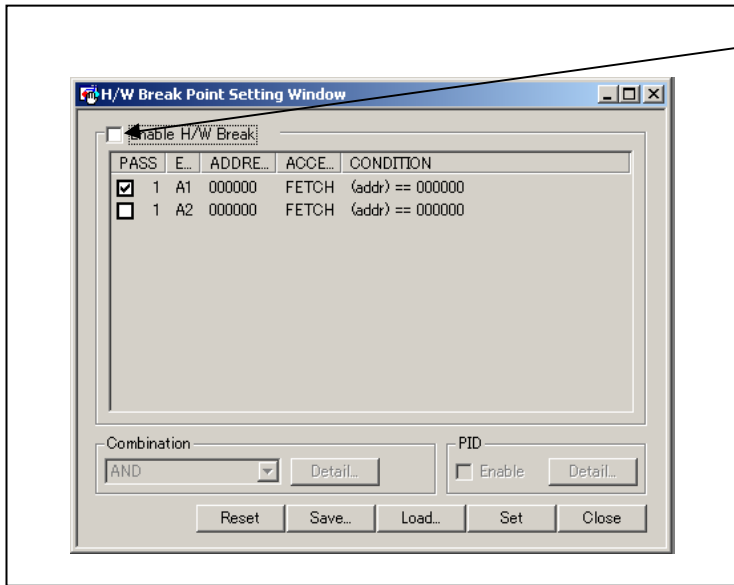 H/W Break Point Setting Window
Enable H/W Break
PASS E... ADDRE... ACCE... CONDITION
1 A1 000000 FETCH (addr) == 000000
1 A2 000000 FETCH (addr) == 000000
Combination
AND Detail...
PID
Enable Detail...
Reset Save... Load... Set Close